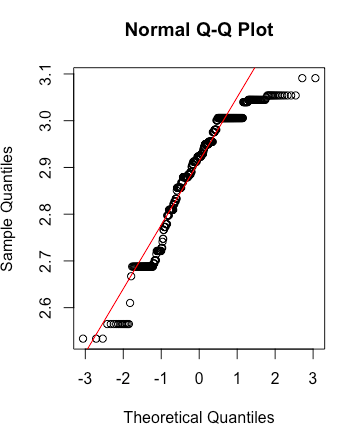 Normal Q-Q Plot
3.1
3.0
2.9
2.8
2.7
2.6
Sample Quantiles
-3 -2 -1 0 1 2 3
Theoretical Quantiles